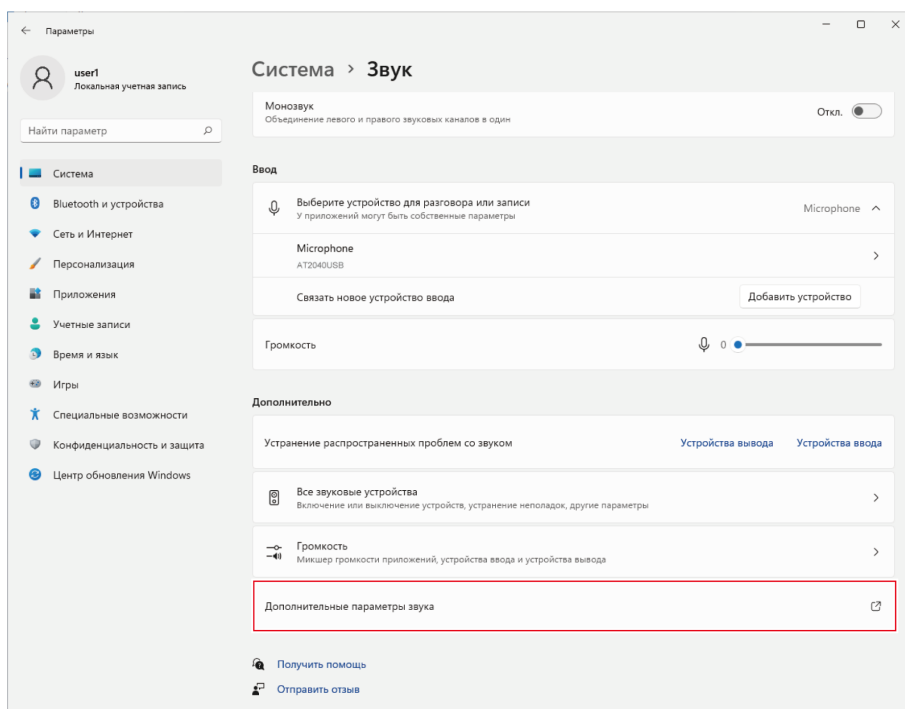 Параметры
user1
Локальная учетная запись
Найти параметр
Система
Bluetooth и устройства
Сеть и Интернет
Персонализация
Приложения
Учетные записи
Время и язык
Игры
Специальные возможности
Конфиденциальность и защита
Центр обновления Windows
Система > Звук
Монозвук
Объединение левого и правого звуковых каналов в один
Откл.
Ввод
Выберите устройство для разговора или записи
У приложений могут быть собственные параметры
Microphone
Microphone
AT2040USB
Связать новое устройство ввода
Добавить устройство
Громкость
0
Дополнительно
Устранение распространенных проблем со звуком
Устройства вывода
Устройства ввода
Все звуковые устройства
Включение или выключение устройств, устранение неполадок, другие параметры
Громкость
Микшер громкости приложений, устройства ввода и устройства вывода
Дополнительные параметры звука
Получить помощь
Отправить отзыв